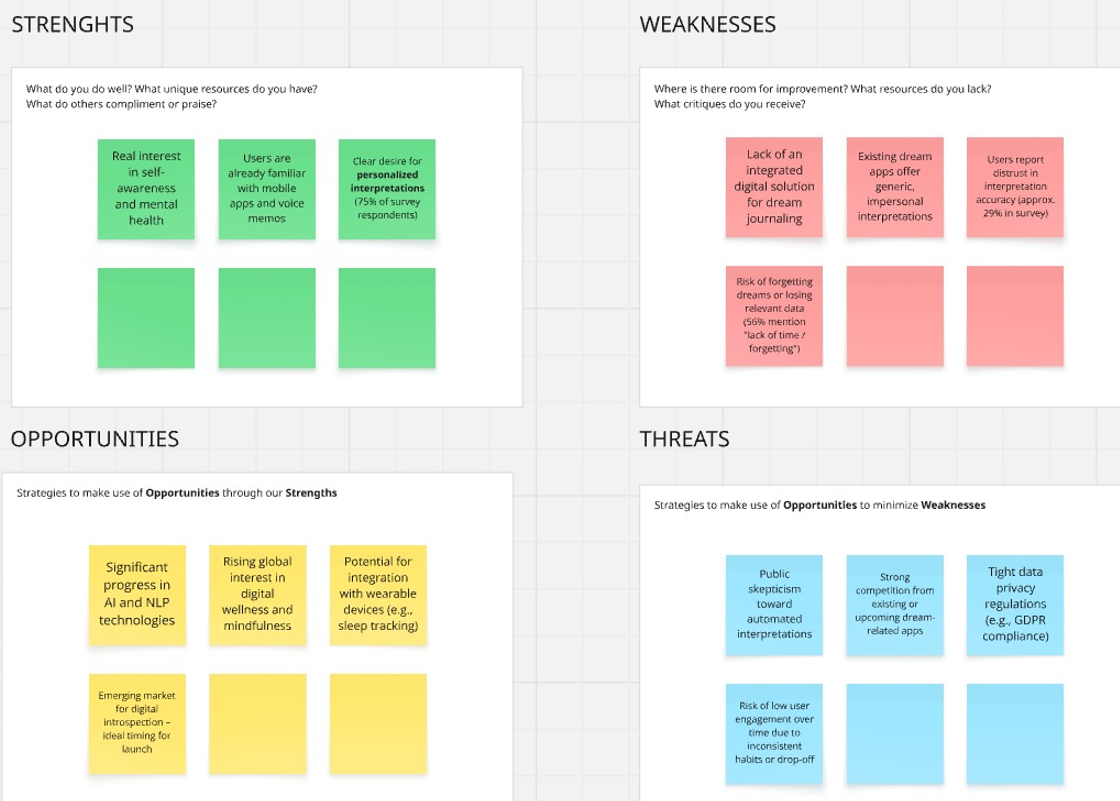 STRENGHTS
What do you do well? What unique resources do you have?
What do others compliment or praise?
Real interest
in self-
awareness
and mental
health
Users are
already familiar
with mobile
apps and voice
memos
Clear desire for
personalized
interpretations
(75% of survey
respondents)
WEAKNESSES
Where is there room for improvement? What resources do you lack?
What critiques do you receive?
Lack of an
integrated
digital solution
for dream
journaling
Existing dream
apps offer
generic,
impersonal
interpretations
Users report
distrust in
interpretation
accuracy (approx.
29% in survey)
Risk of forgetting
dreams or losing
relevant data
(56% mention
"lack of time /
forgetting")
OPPORTUNITIES
Strategies to make use of Opportunities through our Strengths
Significant
progress in
AI and NLP
technologies
Rising global
interest in
digital
wellness and
mindfulness
Potential for
integration
with wearable
devices (e.g.,
sleep tracking)
Emerging market
for digital
introspection –
ideal timing for
launch
THREATS
Strategies to make use of Opportunities to minimize Weaknesses
Public
skepticism
toward
automated
interpretations
Strong
competition from
existing or
upcoming dream-
related apps
Tight data
privacy
regulations
(e.g., GDPR
compliance)
Risk of low user
engagement over
time due to
inconsistent
habits or drop-off